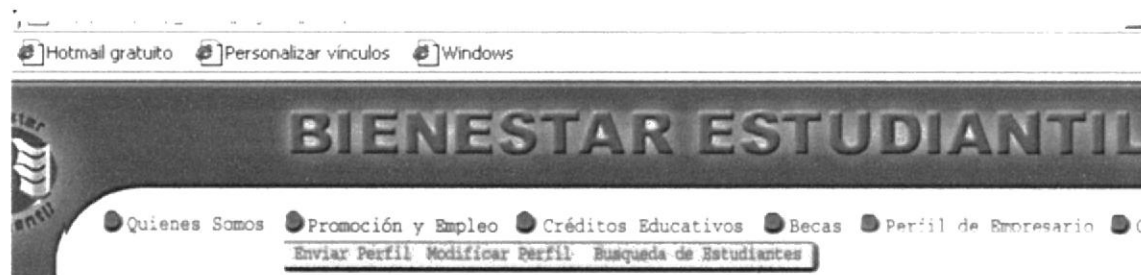 Hotmail gratuito Personalizar vínculos Windows
BIENESTAR ESTUDIANTIL
Quienes Somos Promoción y Empleo Créditos Educativos Becas Perfil de Empresario
Enviar Perfil Modificar Perfil Busqueda de Estudiantes